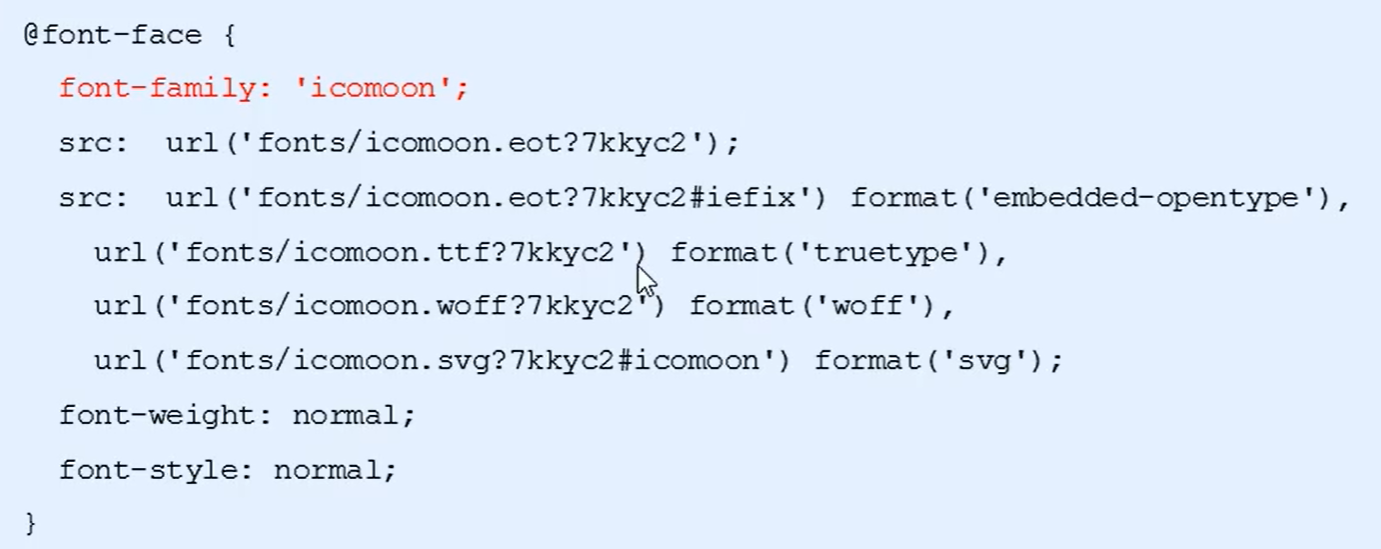 @font-face {
  font-family: 'icomoon';
  src:  url('fonts/icomoon.eot?7kkyc2');
  src:  url('fonts/icomoon.eot?7kkyc2#iefix') format('embedded-opentype'),
    url('fonts/icomoon.ttf?7kkyc2') format('truetype'),
    url('fonts/icomoon.woff?7kkyc2') format('woff'),
    url('fonts/icomoon.svg?7kkyc2#icomoon') format('svg');
  font-weight: normal;
  font-style: normal;
}